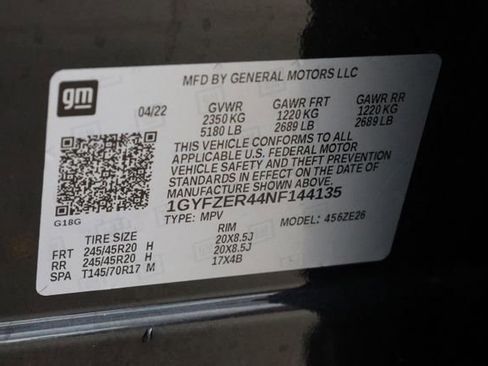 gm
MFD BY GENERAL MOTORS LLC
04/22 GVWR GAWR FRT GAWR RR
2350 KG 1220 KG 1220 KG
5180 LB 2689 LB 2689 LB
THIS VEHICLE CONFORMS TO ALL
APPLICABLE U.S. FEDERAL MOTOR
VEHICLE SAFETY AND THEFT PREVENTION
STANDARDS IN EFFECT ON THE DATE OF
MANUFACTURE SHOWN ABOVE.
1GYFZER44NF144135
G18G TYPE: MPV MODEL: 456ZE26
TIRE SIZE RIM
FRT 245/45R20 H 20X8.5J
RR 245/45R20 H 20X8.5J
SPA T145/70R17 M 17X4B